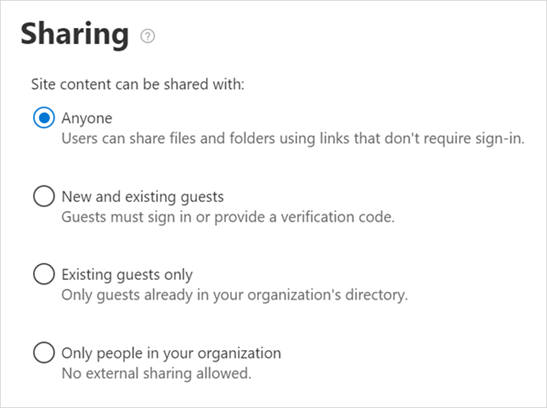 Sharing
Site content can be shared with:
Anyone
Users can share files and folders using links that don't require sign-in.
New and existing guests
Guests must sign in or provide a verification code.
Existing guests only
Only guests already in your organization's directory.
Only people in your organization
No external sharing allowed.